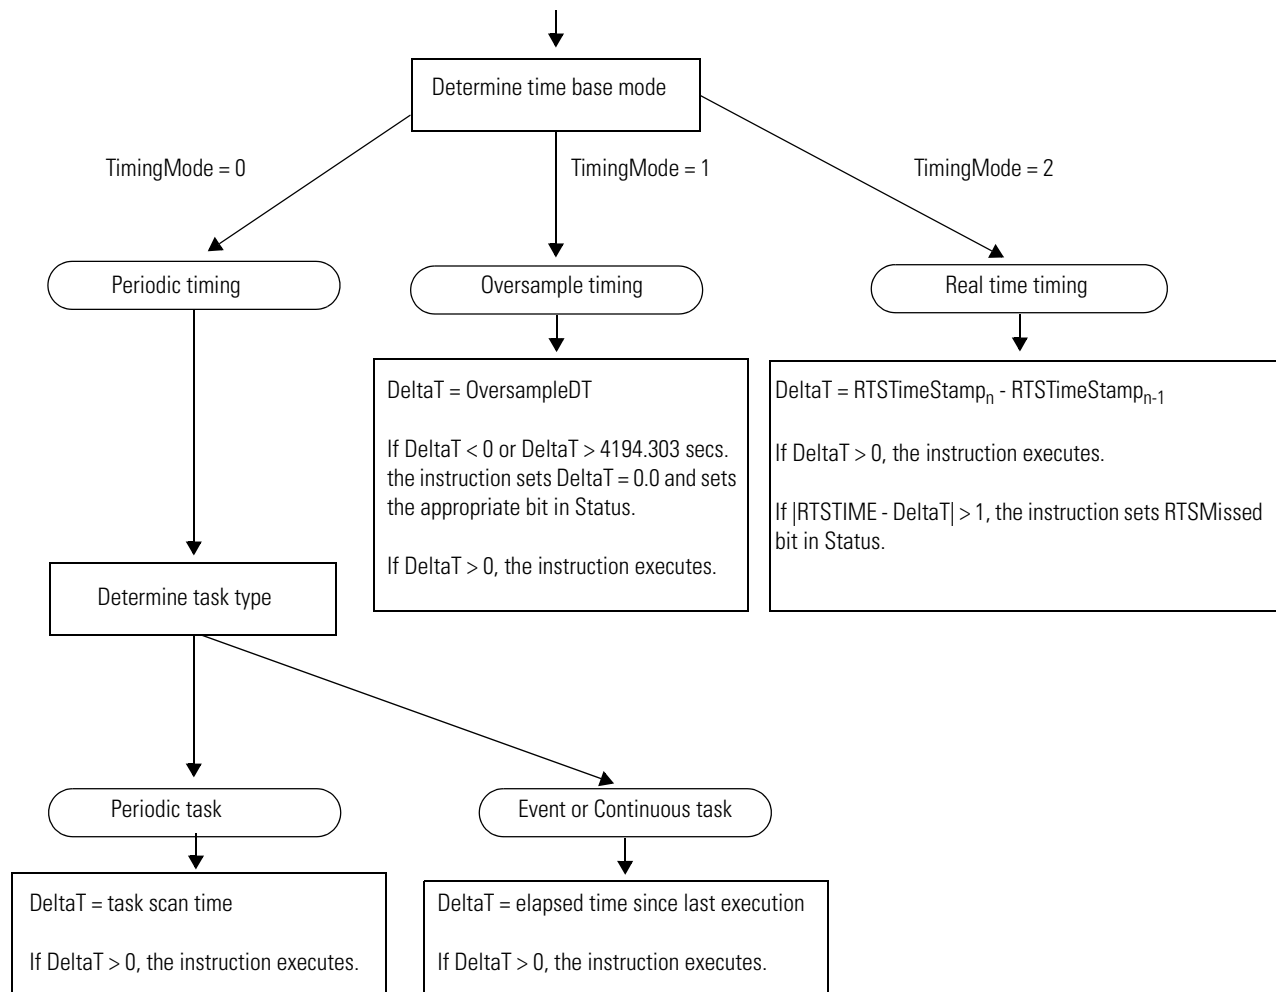 Determine time base mode
TimingMode = 0
TimingMode = 1
TimingMode = 2
Periodic timing
Oversample timing
Real time timing
DeltaT = OversampleDT
If DeltaT < 0 or DeltaT > 4194.303 secs.
the instruction sets DeltaT = 0.0 and sets
the appropriate bit in Status.
If DeltaT > 0, the instruction executes.
DeltaT = RTSTimeStampn - RTSTimeStampn-1
If DeltaT > 0, the instruction executes.
If |RTSTIME - DeltaT| > 1, the instruction sets RTSMissed
bit in Status.
Determine task type
Periodic task
Event or Continuous task
DeltaT = task scan time
If DeltaT > 0, the instruction executes.
DeltaT = elapsed time since last execution
If DeltaT > 0, the instruction executes.